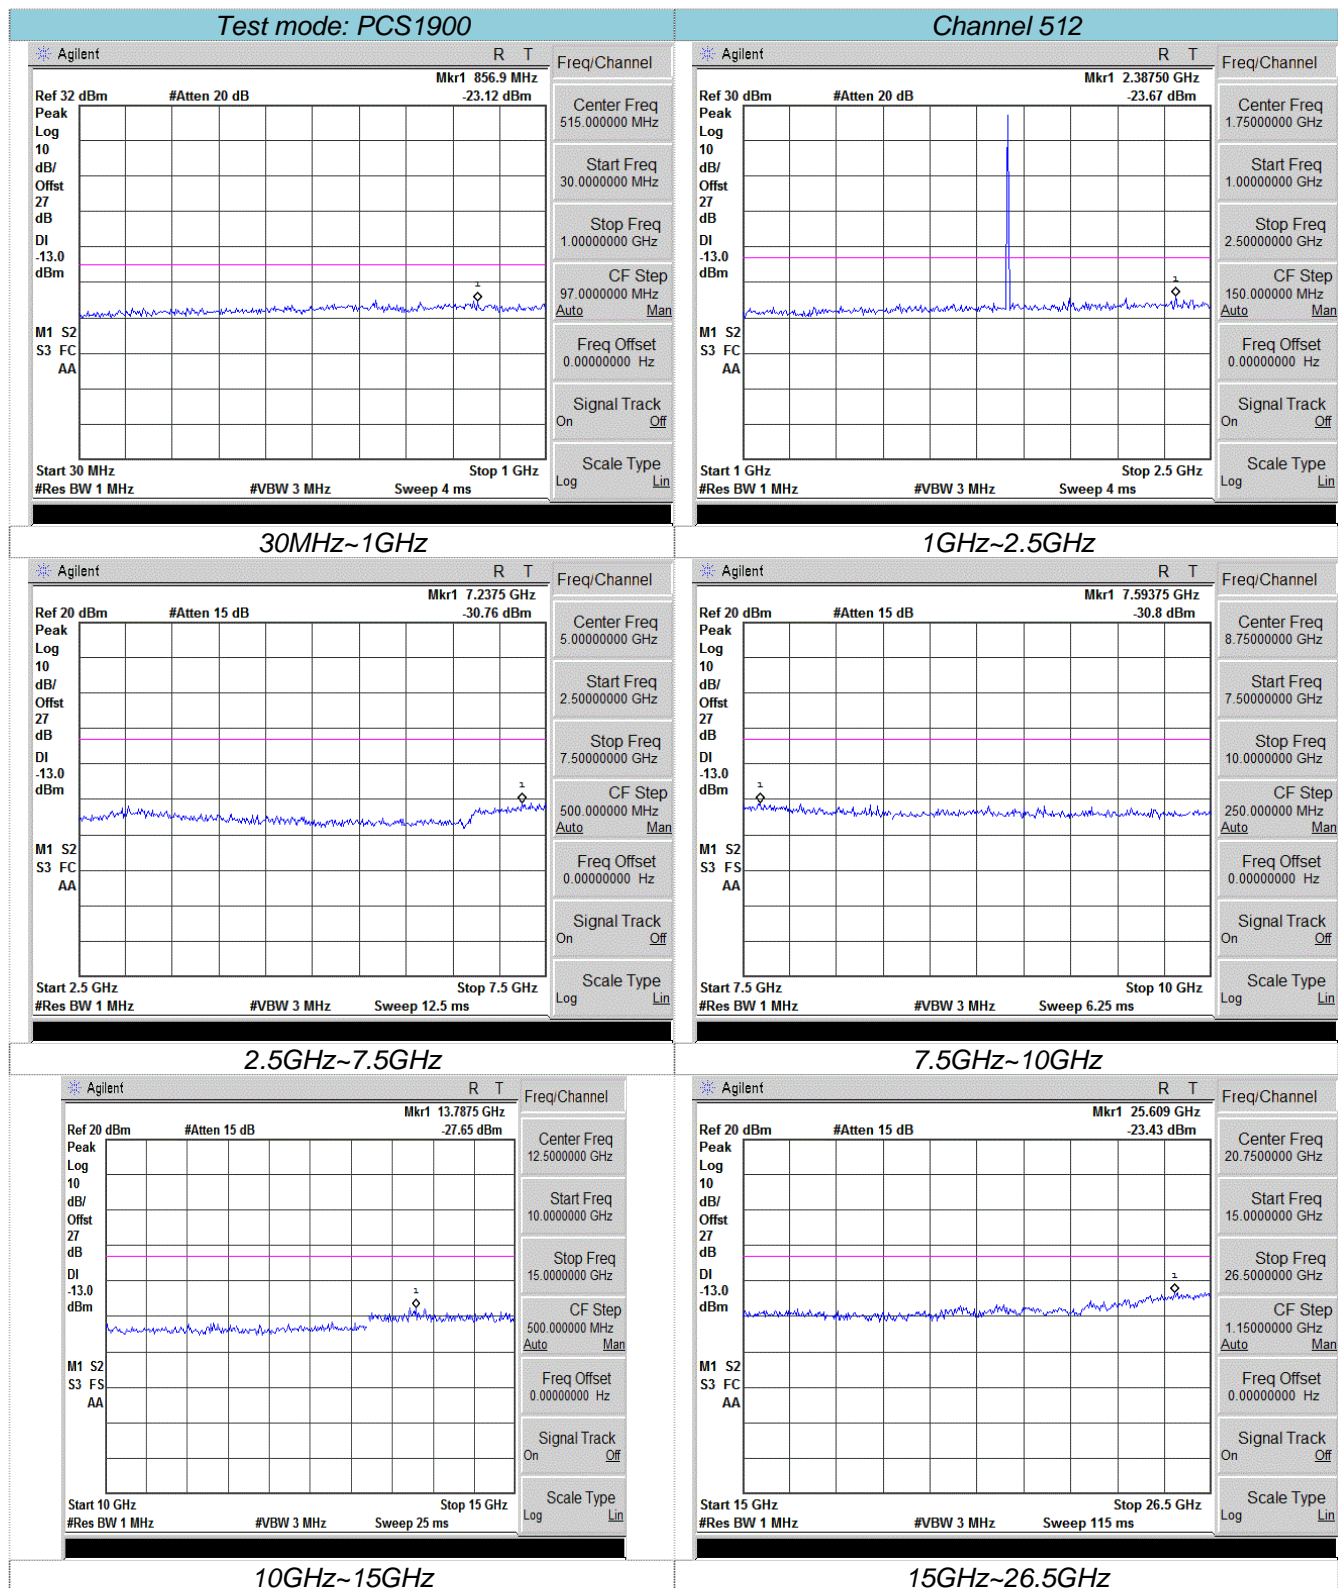 Test mode: PCS1900
Channel 512
Agilent R T
Mkr1 856.9 MHz
Ref 32 dBm #Atten 20 dB -23.12 dBm
Peak
Log
10
dB/
Offst
27
dB
DI
-13.0
dBm
1
M1 S2
S3 FC
AA
Start 30 MHz Stop 1 GHz
#Res BW 1 MHz #VBW 3 MHz Sweep 4 ms
Freq/Channel
Center Freq
515.000000 MHz
Start Freq
30.0000000 MHz
Stop Freq
1.00000000 GHz
CF Step
97.0000000 MHz
Auto Man
Freq Offset
0.00000000 Hz
Signal Track
On Off
Scale Type
Log Lin
Agilent R T
Mkr1 2.38750 GHz
Ref 30 dBm #Atten 20 dB -23.67 dBm
Peak
Log
10
dB/
Offst
27
dB
DI
-13.0
dBm
1
M1 S2
S3 FC
AA
Start 1 GHz Stop 2.5 GHz
#Res BW 1 MHz #VBW 3 MHz Sweep 4 ms
Freq/Channel
Center Freq
1.75000000 GHz
Start Freq
1.00000000 GHz
Stop Freq
2.50000000 GHz
CF Step
150.000000 MHz
Auto Man
Freq Offset
0.00000000 Hz
Signal Track
On Off
Scale Type
Log Lin
30MHz~1GHz
1GHz~2.5GHz
Agilent R T
Mkr1 7.2375 GHz
Ref 20 dBm #Atten 15 dB -30.76 dBm
Peak
Log
10
dB/
Offst
27
dB
DI
-13.0
dBm
1
M1 S2
S3 FC
AA
Start 2.5 GHz Stop 7.5 GHz
#Res BW 1 MHz #VBW 3 MHz Sweep 12.5 ms
Freq/Channel
Center Freq
5.00000000 GHz
Start Freq
2.50000000 GHz
Stop Freq
7.50000000 GHz
CF Step
500.000000 MHz
Auto Man
Freq Offset
0.00000000 Hz
Signal Track
On Off
Scale Type
Log Lin
Agilent R T
Mkr1 7.59375 GHz
Ref 20 dBm #Atten 15 dB -30.8 dBm
Peak
Log
10
dB/
Offst
27
dB
DI
-13.0
dBm
1
M1 S2
S3 FS
AA
Start 7.5 GHz Stop 10 GHz
#Res BW 1 MHz #VBW 3 MHz Sweep 6.25 ms
Freq/Channel
Center Freq
8.75000000 GHz
Start Freq
7.50000000 GHz
Stop Freq
10.0000000 GHz
CF Step
250.000000 MHz
Auto Man
Freq Offset
0.00000000 Hz
Signal Track
On Off
Scale Type
Log Lin
2.5GHz~7.5GHz
7.5GHz~10GHz
Agilent R T
Mkr1 13.7875 GHz
Ref 20 dBm #Atten 15 dB -27.65 dBm
Peak
Log
10
dB/
Offst
27
dB
DI
-13.0
dBm
1
M1 S2
S3 FS
AA
Start 10 GHz Stop 15 GHz
#Res BW 1 MHz #VBW 3 MHz Sweep 25 ms
Freq/Channel
Center Freq
12.5000000 GHz
Start Freq
10.0000000 GHz
Stop Freq
15.0000000 GHz
CF Step
500.000000 MHz
Auto Man
Freq Offset
0.00000000 Hz
Signal Track
On Off
Scale Type
Log Lin
Agilent R T
Mkr1 25.609 GHz
Ref 20 dBm #Atten 15 dB -23.43 dBm
Peak
Log
10
dB/
Offst
27
dB
DI
-13.0
dBm
1
M1 S2
S3 FC
AA
Start 15 GHz Stop 26.5 GHz
#Res BW 1 MHz #VBW 3 MHz Sweep 115 ms
Freq/Channel
Center Freq
20.7500000 GHz
Start Freq
15.0000000 GHz
Stop Freq
26.5000000 GHz
CF Step
1.15000000 GHz
Auto Man
Freq Offset
0.00000000 Hz
Signal Track
On Off
Scale Type
Log Lin
10GHz~15GHz
15GHz~26.5GHz